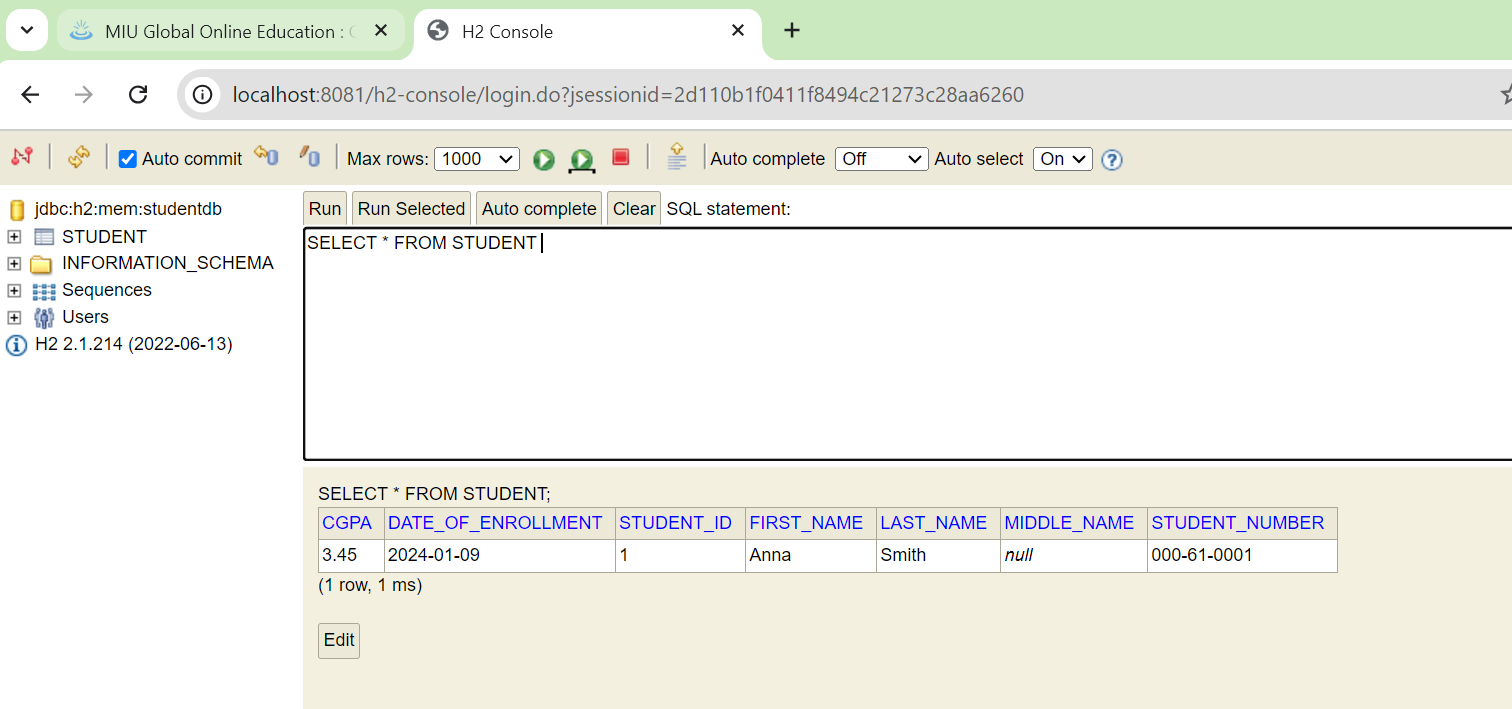 MIU Global Online Education :
H2 Console
localhost:8081/h2-console/login.do?jsessionid=2d110b1f0411f8494c21273c28aa6260
Auto commit Max rows: 1000 Auto complete Off Auto select On
jdbc:h2:mem:studentdb
STUDENT
INFORMATION_SCHEMA
Sequences
Users
H2 2.1.214 (2022-06-13)
Run Run Selected Auto complete Clear SQL statement:
SELECT * FROM STUDENT
SELECT * FROM STUDENT;
CGPA DATE_OF_ENROLLMENT STUDENT_ID FIRST_NAME LAST_NAME MIDDLE_NAME STUDENT_NUMBER
3.45 2024-01-09 1 Anna Smith null 000-61-0001
(1 row, 1 ms)
Edit